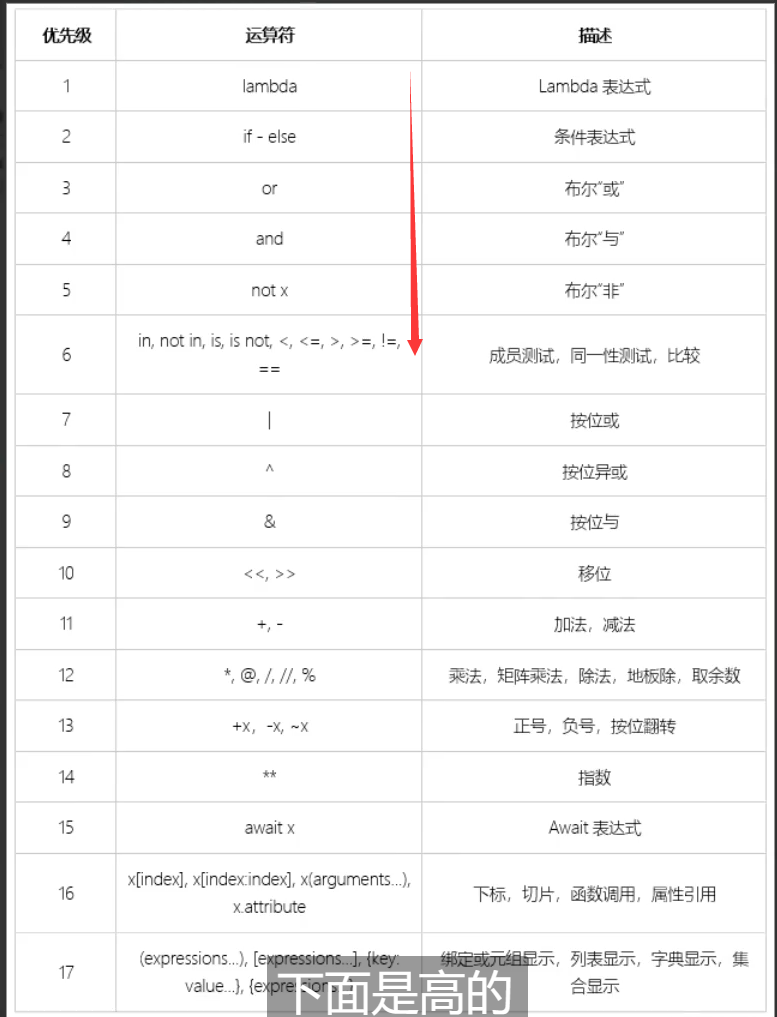 优先级 运算符 描述
1 lambda Lambda 表达式
2 if - else 条件表达式
3 or 布尔“或”
4 and 布尔“与”
5 not x 布尔“非”
6 in, not in, is, is not, <, <=, >, >=, !=, 成员测试，同一性测试，比较
==
7 | 按位或
8 ^ 按位异或
9 & 按位与
10 <<, >> 移位
11 +, - 加法，减法
12 *, @, /, //, % 乘法，矩阵乘法，除法，地板除，取余数
13 +x，-x, ~x 正号，负号，按位翻转
14 ** 指数
15 await x Await 表达式
16 x[index], x[index:index], x(arguments...), 下标，切片，函数调用，属性引用
x.attribute
17 (expressions...), [expressions...], {key: 绑定或元组显示，列表显示，字典显示，集
value...}, 合显示
下面是高的